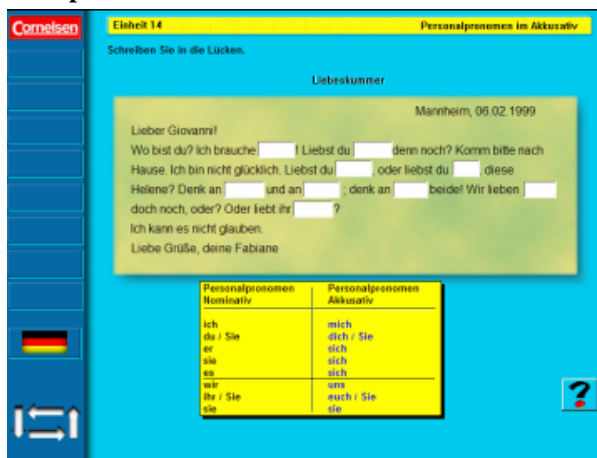 Cornelsen
Einheit 14 Personalpronomen im Akkusativ
Schreiben Sie in die Lücken.
Liebeskummer
Mannheim, 06.02.1999
Lieber Giovanni!
Wo bist du? Ich brauche ! Liebst du denn noch? Komm bitte nach
Hause. Ich bin nicht glücklich. Liebst du , oder liebst du diese
Helene? Denk an und an ; denk an beide! Wir lieben
doch noch, oder? Oder liebt ihr ?
Ich kann es nicht glauben.
Liebe Grüße, deine Fabiane
Personalpronomen Personalpronomen
Nominativ Akkusativ
ich mich
du / Sie dich / Sie
er sich
sie sich
es sich
wir uns
ihr / Sie euch / Sie
sie sie
?